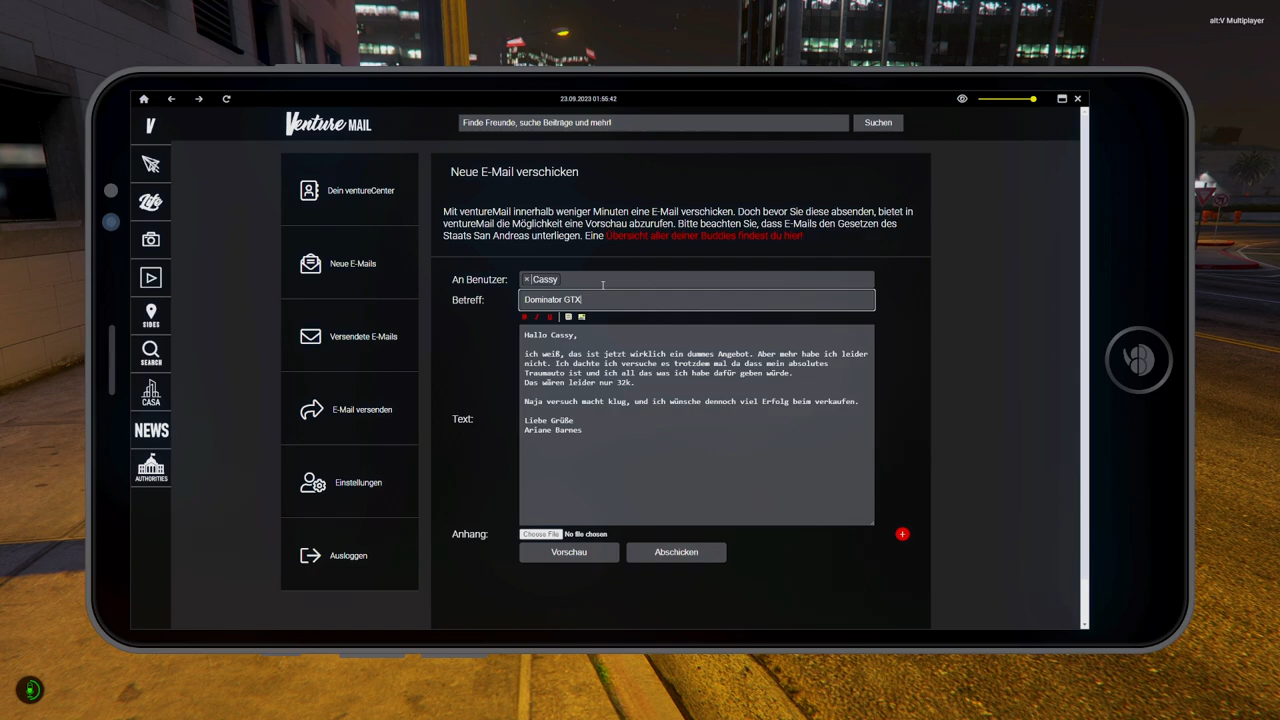 alt:V Multiplayer
23.09.2023 01:55:42
V
Venture MAIL
Finde Freunde, suche Beiträge und mehr!
Suchen
Life
SIDES
SEARCH
CASA
NEWS
AUTHORITIES
Dein ventureCenter
Neue E-Mails
Versendete E-Mails
E-Mail versenden
Einstellungen
Ausloggen
Neue E-Mail verschicken
Mit ventureMail innerhalb weniger Minuten eine E-Mail verschicken. Doch bevor Sie diese absenden, bietet in
ventureMail die Möglichkeit eine Vorschau abzurufen. Bitte beachten Sie, dass E-Mails den Gesetzen des
Staats San Andreas unterliegen. Eine Übersicht aller deiner Buddies findest du hier!
An Benutzer: × Cassy
Betreff: Dominator GTX
Hallo Cassy,
ich weiß, das ist jetzt wirklich ein dummes Angebot. Aber mehr habe ich leider
nicht. Ich dachte ich versuche es trotzdem mal da dass mein absolutes
Traumauto ist und ich all das was ich habe dafür geben würde.
Das wären leider nur 32k.
Naja versuch macht klug, und ich wünsche dennoch viel Erfolg beim verkaufen.
Text:
Liebe Grüße
Ariane Barnes
Anhang: Choose File No file chosen
Vorschau
Abschicken